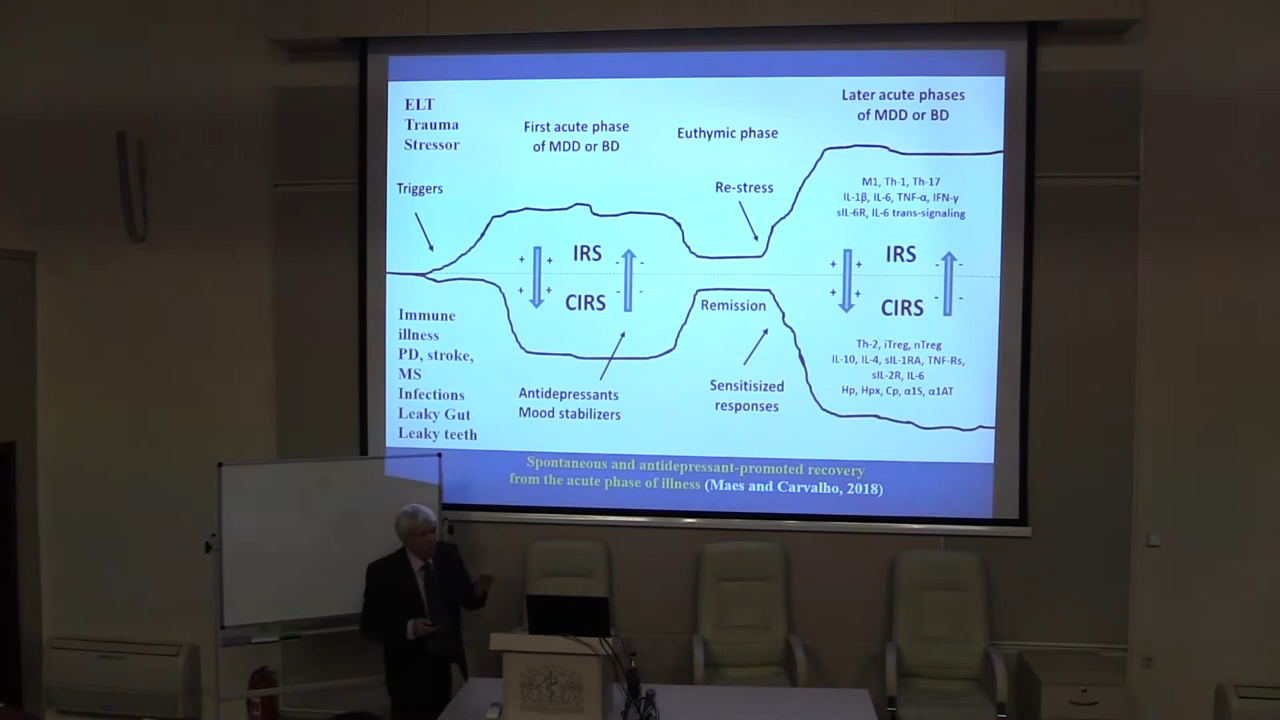 ELT
Trauma
Stressor
Triggers
First acute phase
of MDD or BD
Euthymic phase
Re-stress
Later acute phases
of MDD or BD
M1, Th-1, Th-17
IL-1β, IL-6, TNF-α, IFN-γ
sIL-6R, IL-6 trans-signaling
+ + IRS - -
+ + CIRS - -
+ + IRS - -
+ + CIRS - -
Remission
Immune
illness
PD, stroke,
MS
Infections
Leaky Gut
Leaky teeth
Antidepressants
Mood stabilizers
Sensitisized
responses
Th-2, iTreg, nTreg
IL-10, IL-4, sIL-1RA, TNF-Rs,
sIL-2R, IL-6
Hp, Hpx, Cp, α1S, α1AT
Spontaneous and antidepressant-promoted recovery
from the acute phase of illness (Maes and Carvalho, 2018)